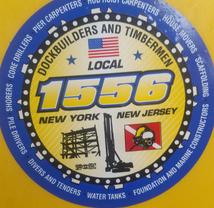 PIER CARPENTERS
HOUSE MOVERS
SCAFFOLDING
CORE DRILLERS
SHORERS
PILE DRIVERS
DIVERS AND TENDERS
WATER TANKS
FOUNDATION AND MARINE CONSTRUCTORS
DOCKBUILDERS AND TIMBERMEN
LOCAL
1556
NEW YORK
NEW JERSEY